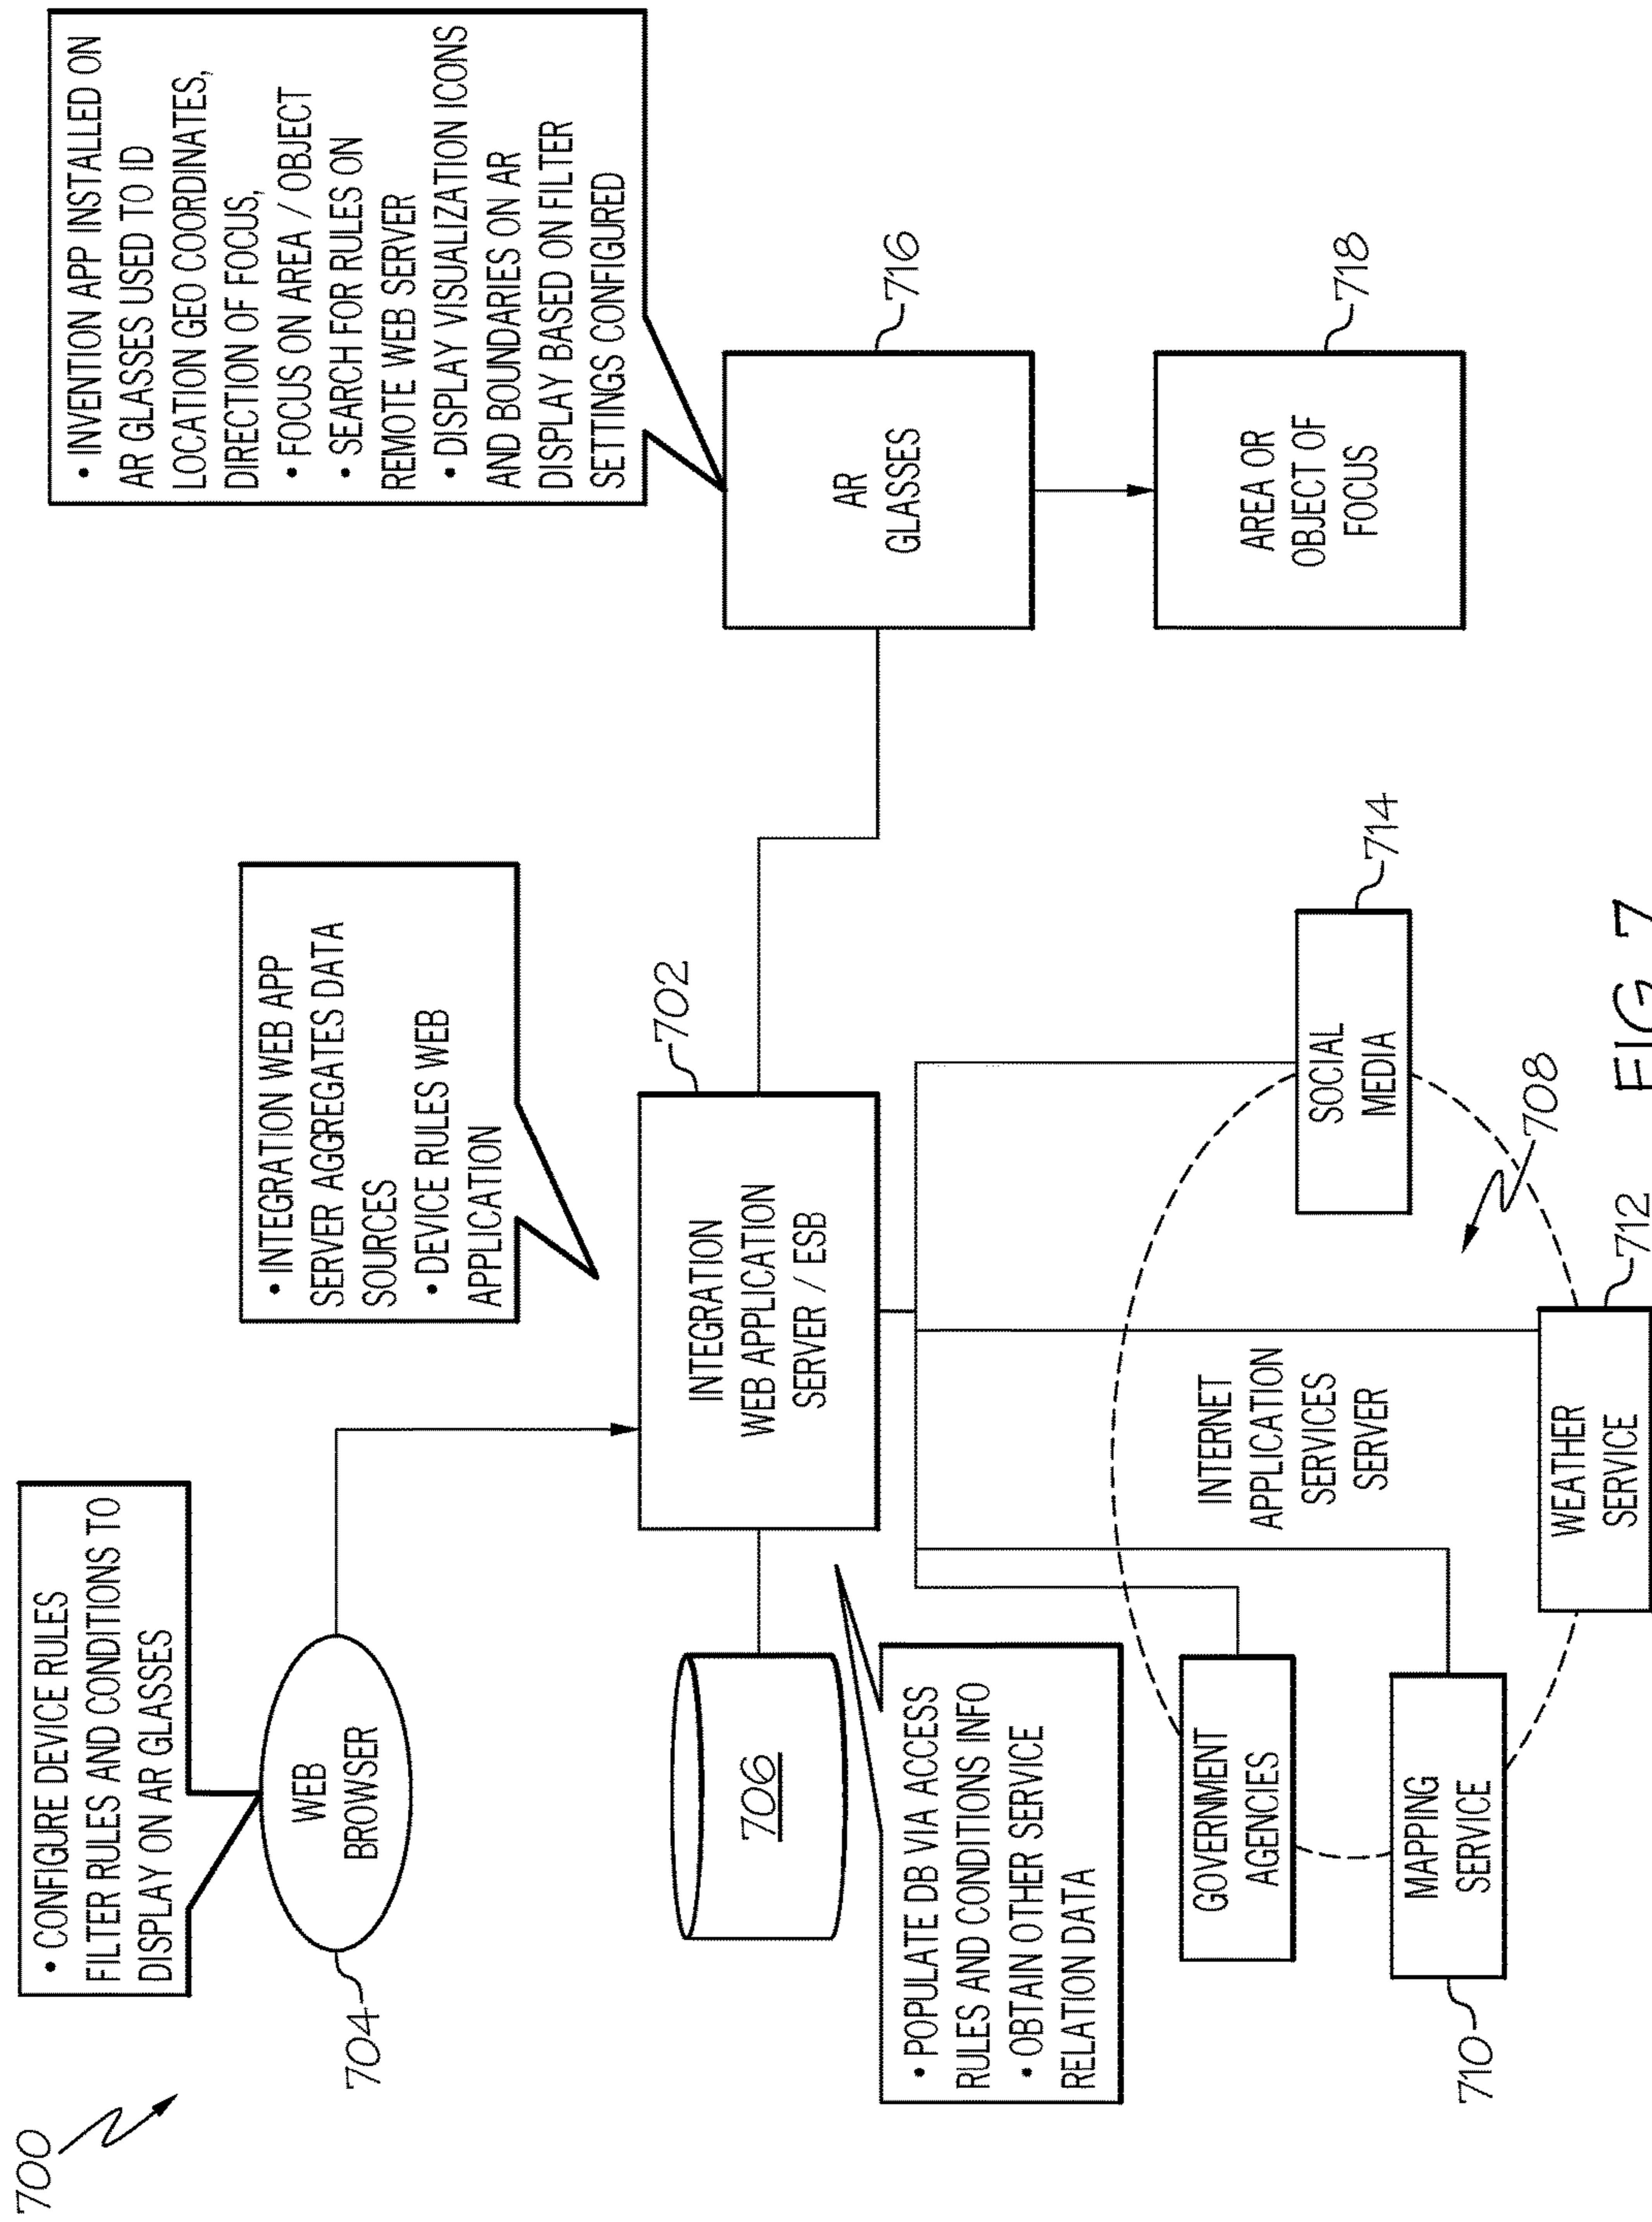 700
• CONFIGURE DEVICE RULES
FILTER RULES AND CONDITIONS TO
DISPLAY ON AR GLASSES
WEB
BROWSER
704
• INTEGRATION WEB APP
SERVER AGGREGATES DATA
SOURCES
• DEVICE RULES WEB
APPLICATION
• INVENTION APP INSTALLED ON
AR GLASSES USED TO ID
LOCATION GEO COORDINATES,
DIRECTION OF FOCUS,
• FOCUS ON AREA / OBJECT
• SEARCH FOR RULES ON
REMOTE WEB SERVER
• DISPLAY VISUALIZATION ICONS
AND BOUNDARIES ON AR
DISPLAY BASED ON FILTER
SETTINGS CONFIGURED
706
INTEGRATION
WEB APPLICATION
SERVER / ESB
702
AR
GLASSES
716
• POPULATE DB VIA ACCESS
RULES AND CONDITIONS INFO
• OBTAIN OTHER SERVICE
RELATION DATA
AREA OR
OBJECT OF
FOCUS
718
GOVERNMENT
AGENCIES
INTERNET
APPLICATION
SERVICES
SERVER
SOCIAL
MEDIA
714
MAPPING
SERVICE
710
708
WEATHER
SERVICE
712
FIG 7